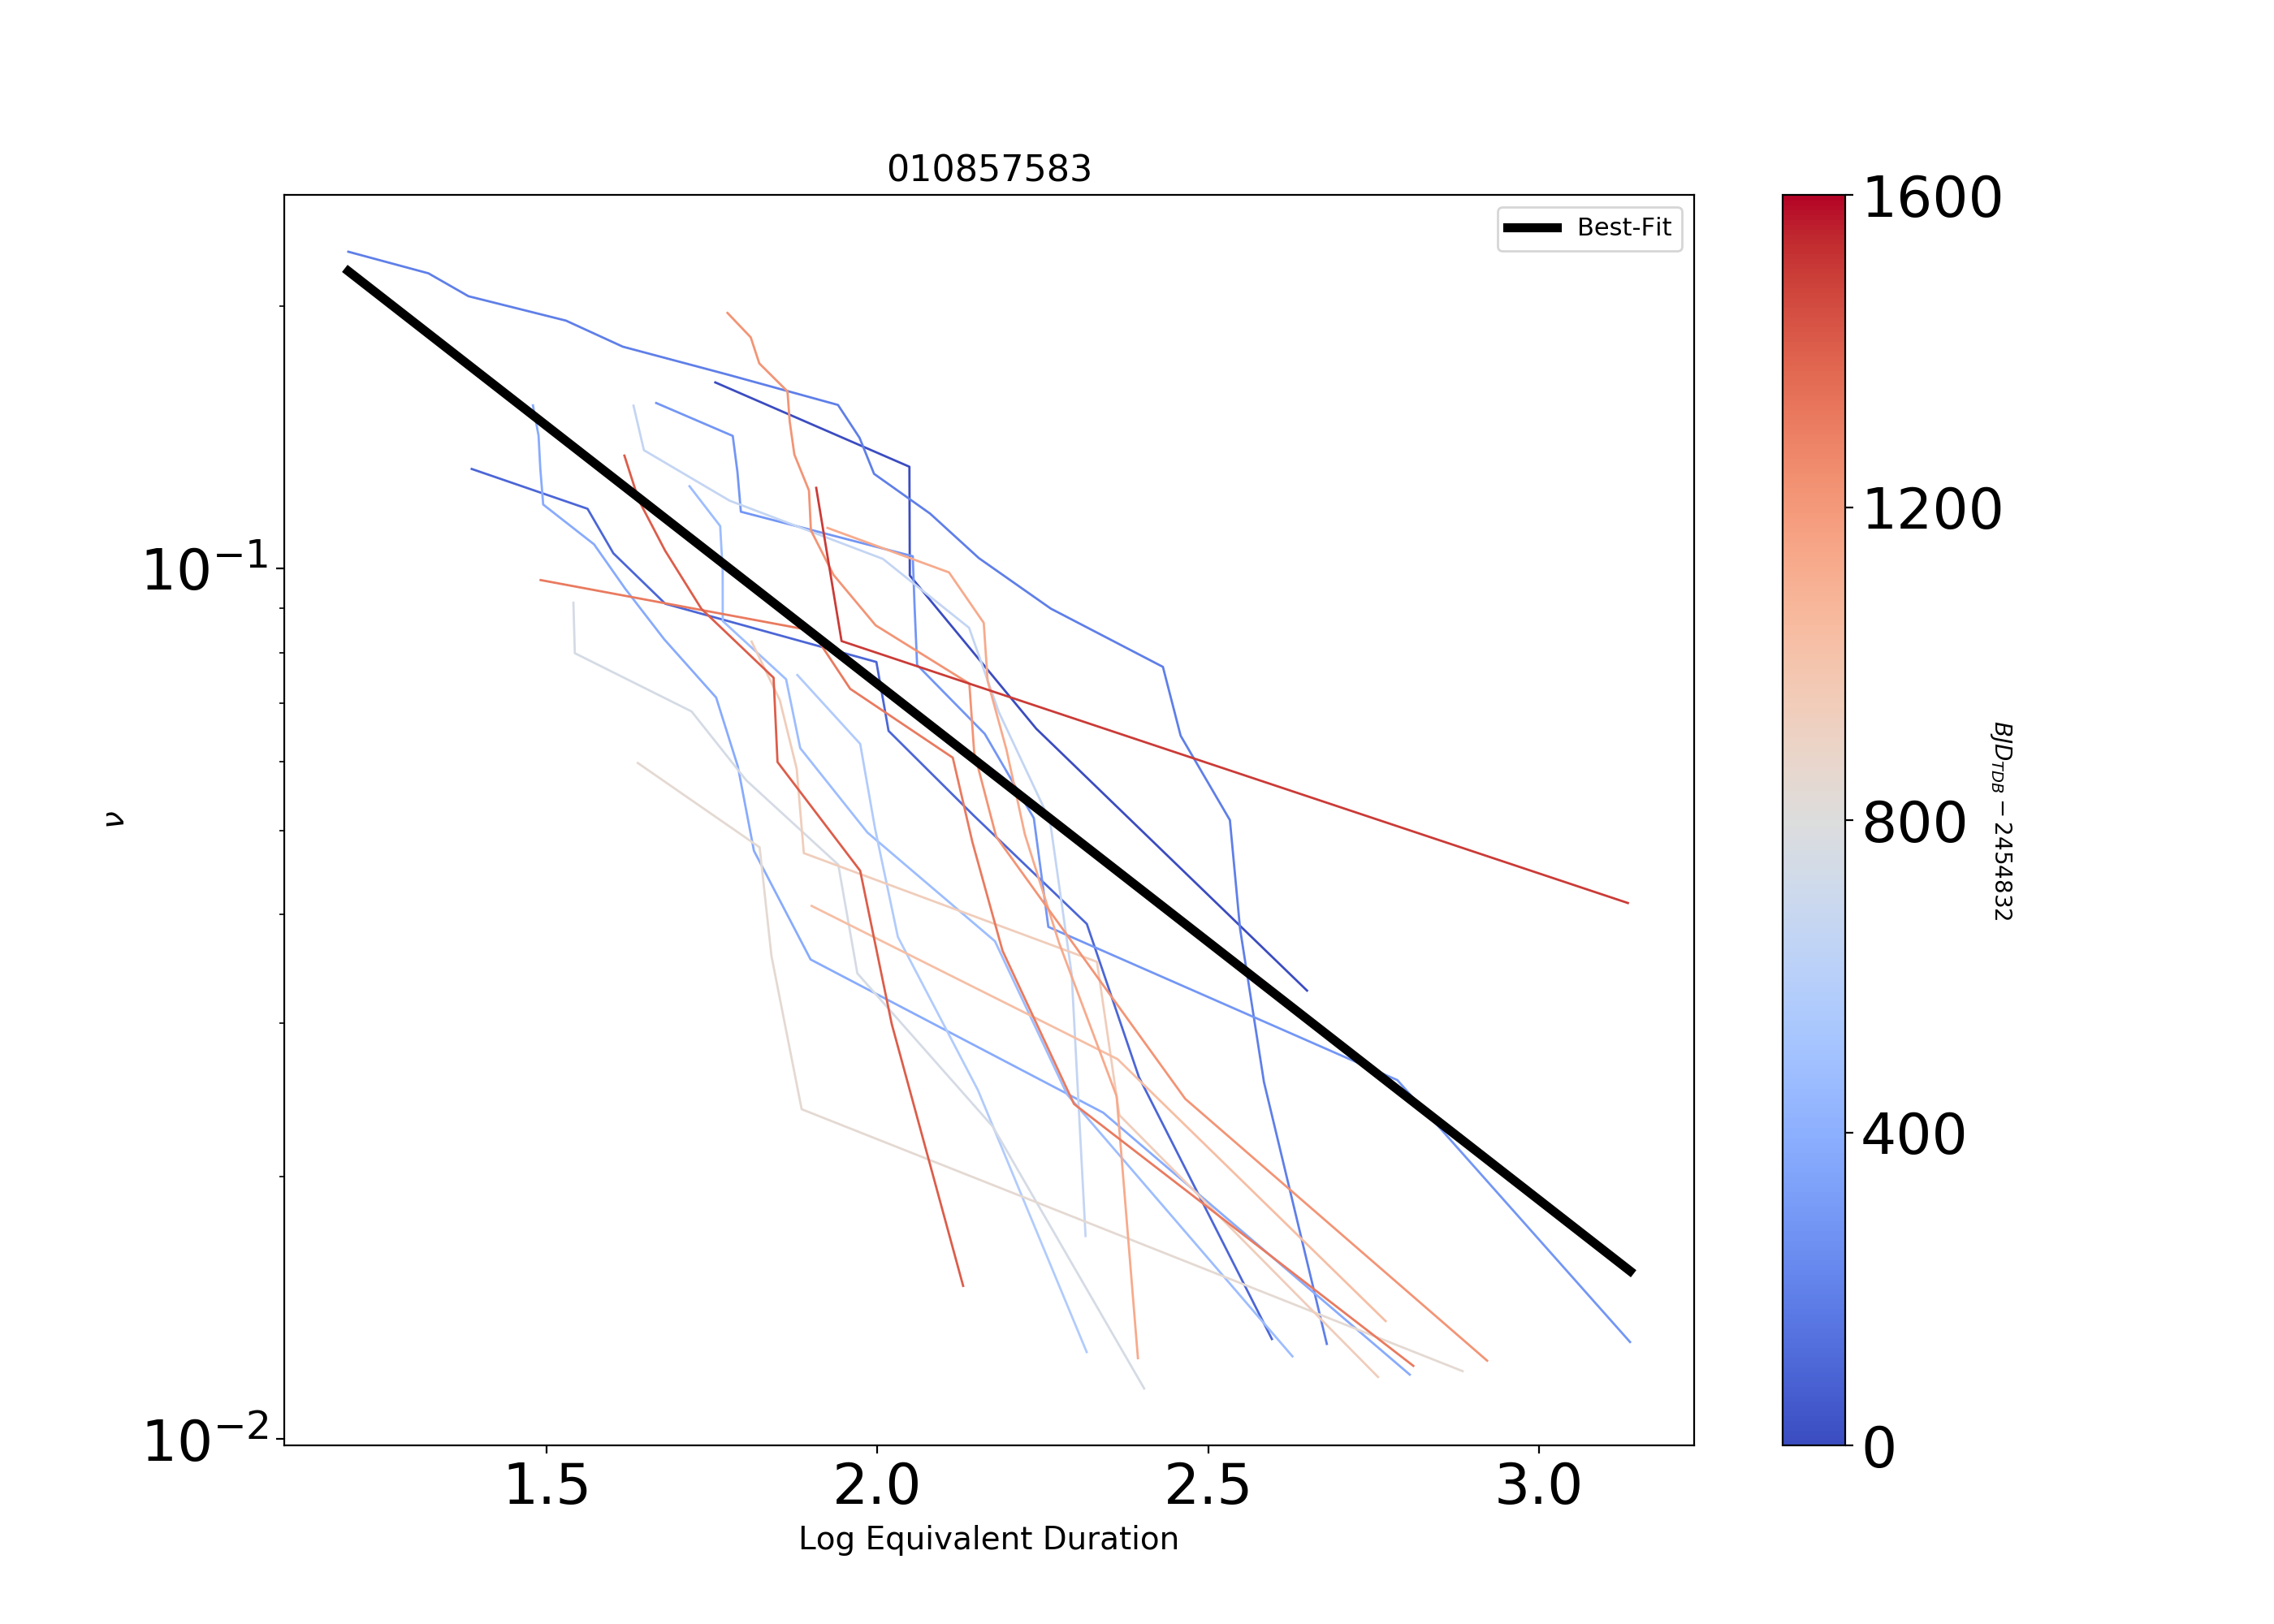 010857583
Best-Fit
10⁻¹
10⁻²
ν
1.5 2.0 2.5 3.0
Log Equivalent Duration
1600
1200
800
400
0
BJD_TDB − 2454832